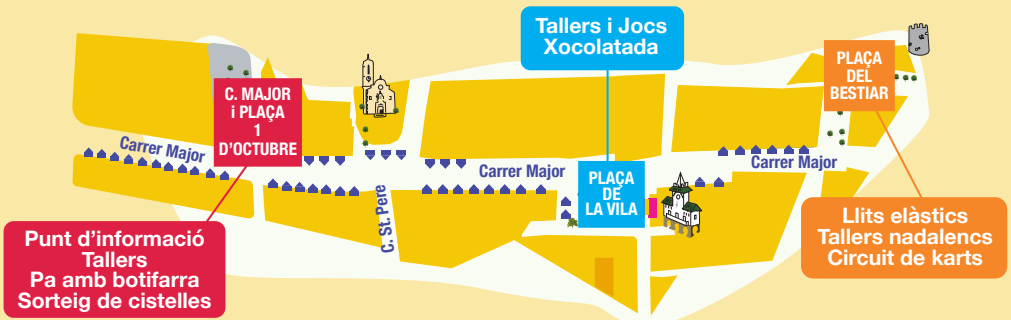 Tallers i Jocs
Xocolatada
PLAÇA
DEL
BESTIAR
C. MAJOR
i PLAÇA
1
D'OCTUBRE
Carrer Major
Carrer Major
Carrer Major
PLAÇA
DE
LA VILA
C. St. Pere
Punt d'informació
Tallers
Pa amb botifarra
Sorteig de cistelles
Llits elàstics
Tallers nadalencs
Circuit de karts